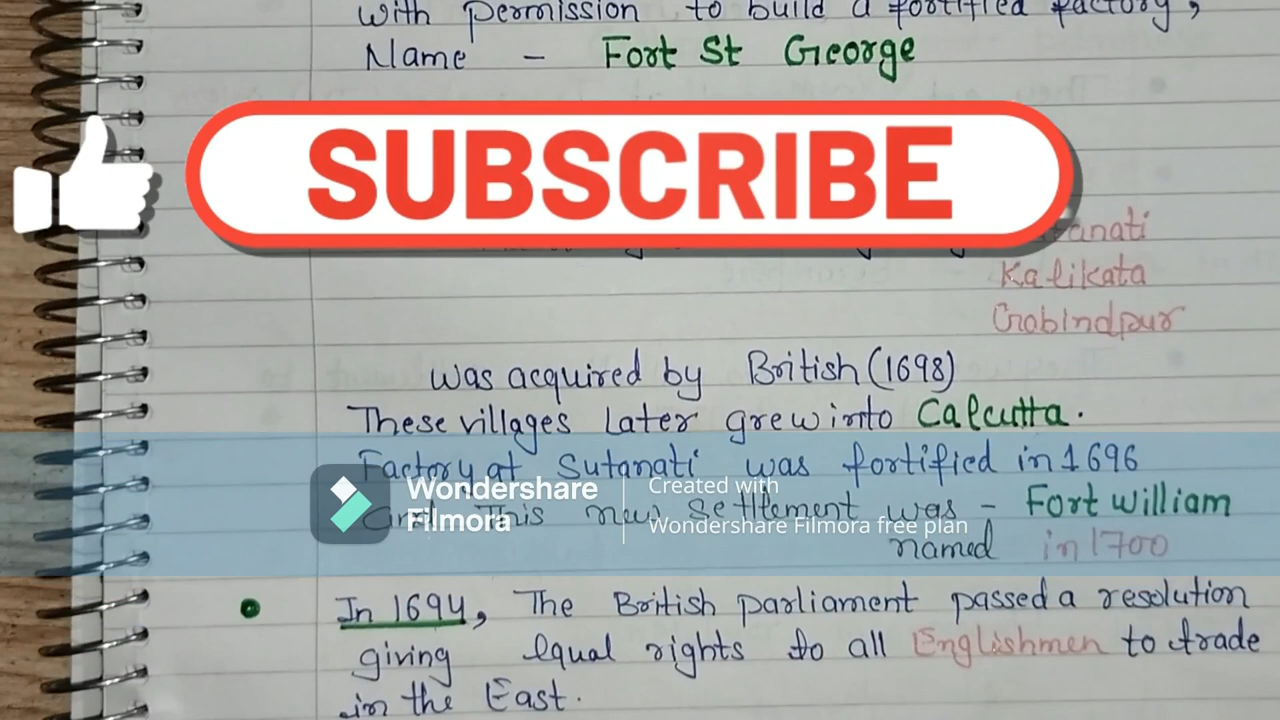 with permission to build a fortified factory,
Name - Fort St George
SUBSCRIBE
Kalikata
Gobindpur
was acquired by British (1698)
These villages later grew into Calcutta.
Factory at Sutanati was fortified in 1696
and This new settlement was - Fort William
named in 1700
Wondershare
Filmora
Created with
Wondershare Filmora free plan
In 1694, The British parliament passed a resolution
giving equal rights to all Englishmen to trade
in the East.